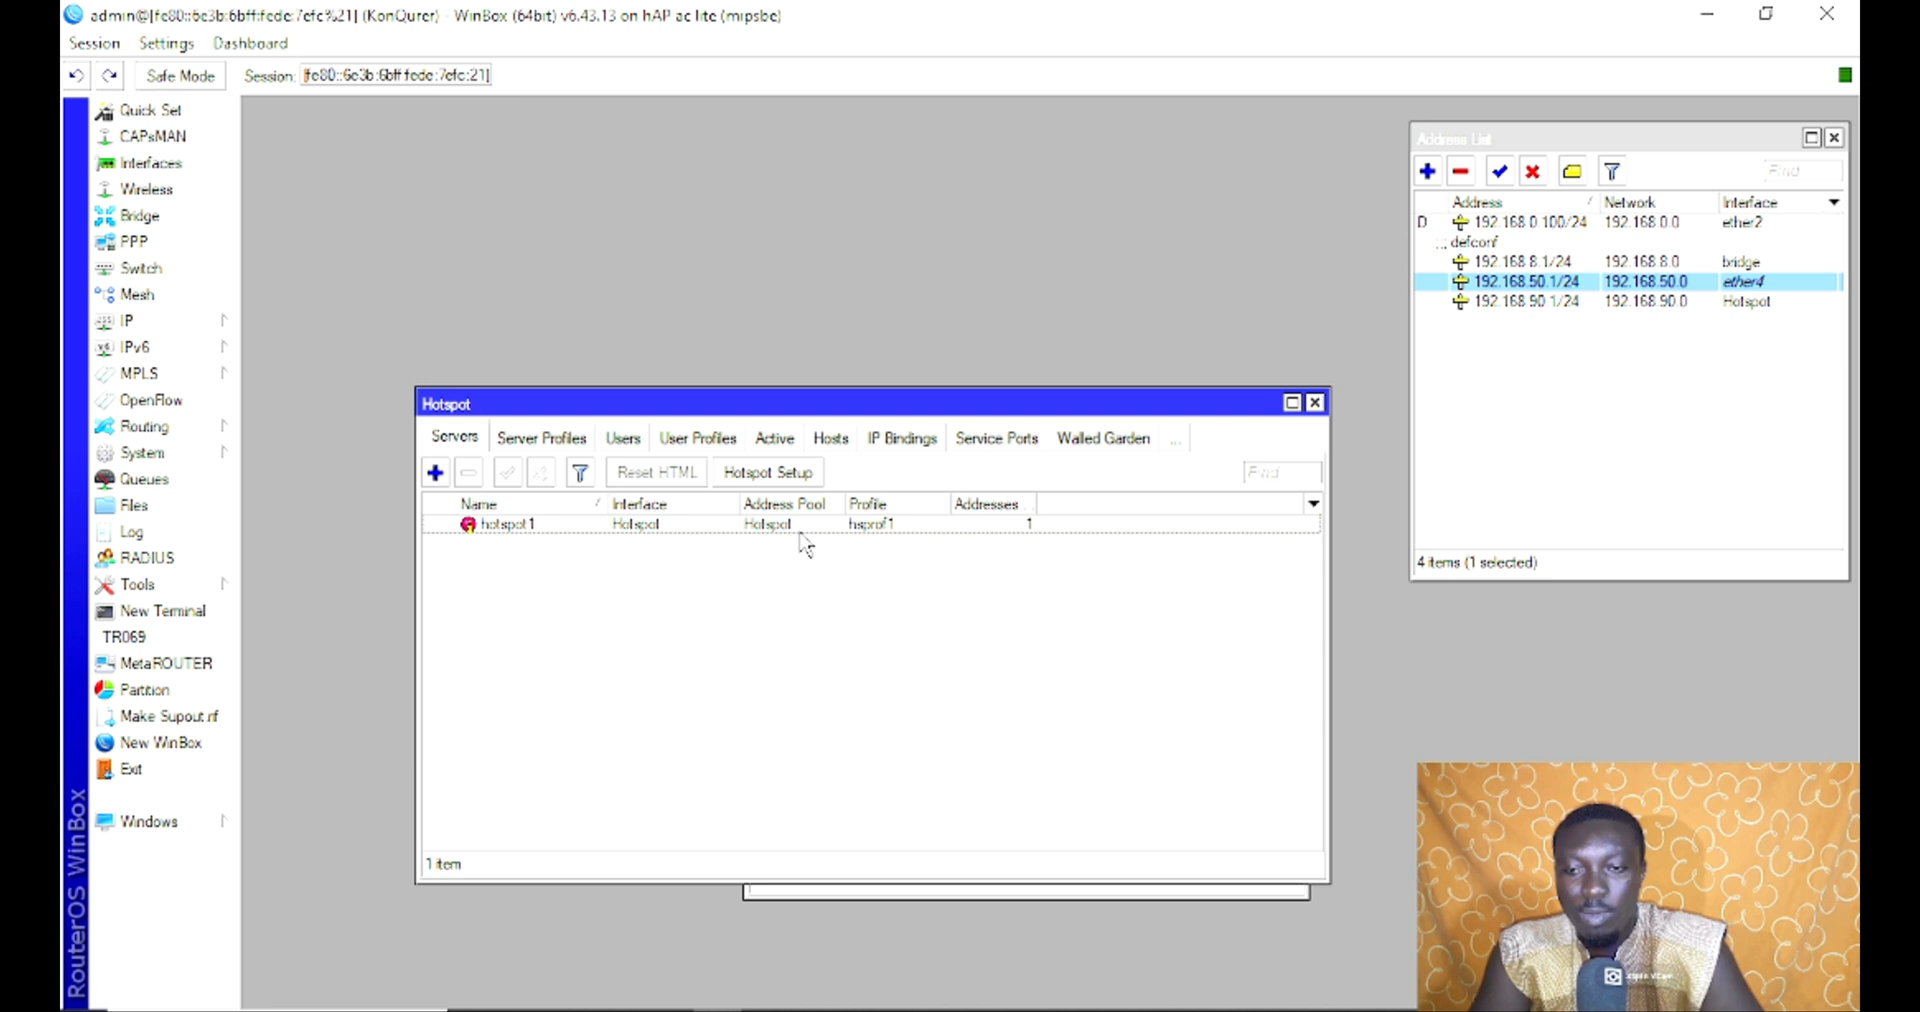 admin@[fe80::6e3b:6bff:fede:7efc%21] (KonQurer) - WinBox (64bit) v6.43.13 on hAP ac lite (mipsbe)
Session Settings Dashboard
Safe Mode Session: [fe80::6e3b:6bff:fede:7efc:21]
Quick Set
CAPsMAN
Interfaces
Wireless
Bridge
PPP
Switch
Mesh
IP
IPv6
MPLS
OpenFlow
Routing
System
Queues
Files
Log
RADIUS
Tools
New Terminal
TR069
MetaROUTER
Partition
Make Supout.rif
New WinBox
Exit
Windows
RouterOS WinBox
Hotspot
Servers Server Profiles Users User Profiles Active Hosts IP Bindings Service Ports Walled Garden ...
Reset HTML Hotspot Setup Find
Name Interface Address Pool Profile Addresses ...
hotspot1 Hotspot Hotspot hsprof1 1
1 item
Address List
Find
Address Network Interface
D 192.168.0.100/24 192.168.0.0 ether2
... defconf
192.168.8.1/24 192.168.8.0 bridge
192.168.50.1/24 192.168.50.0 ether4
192.168.90.1/24 192.168.90.0 Hotspot
4 items (1 selected)